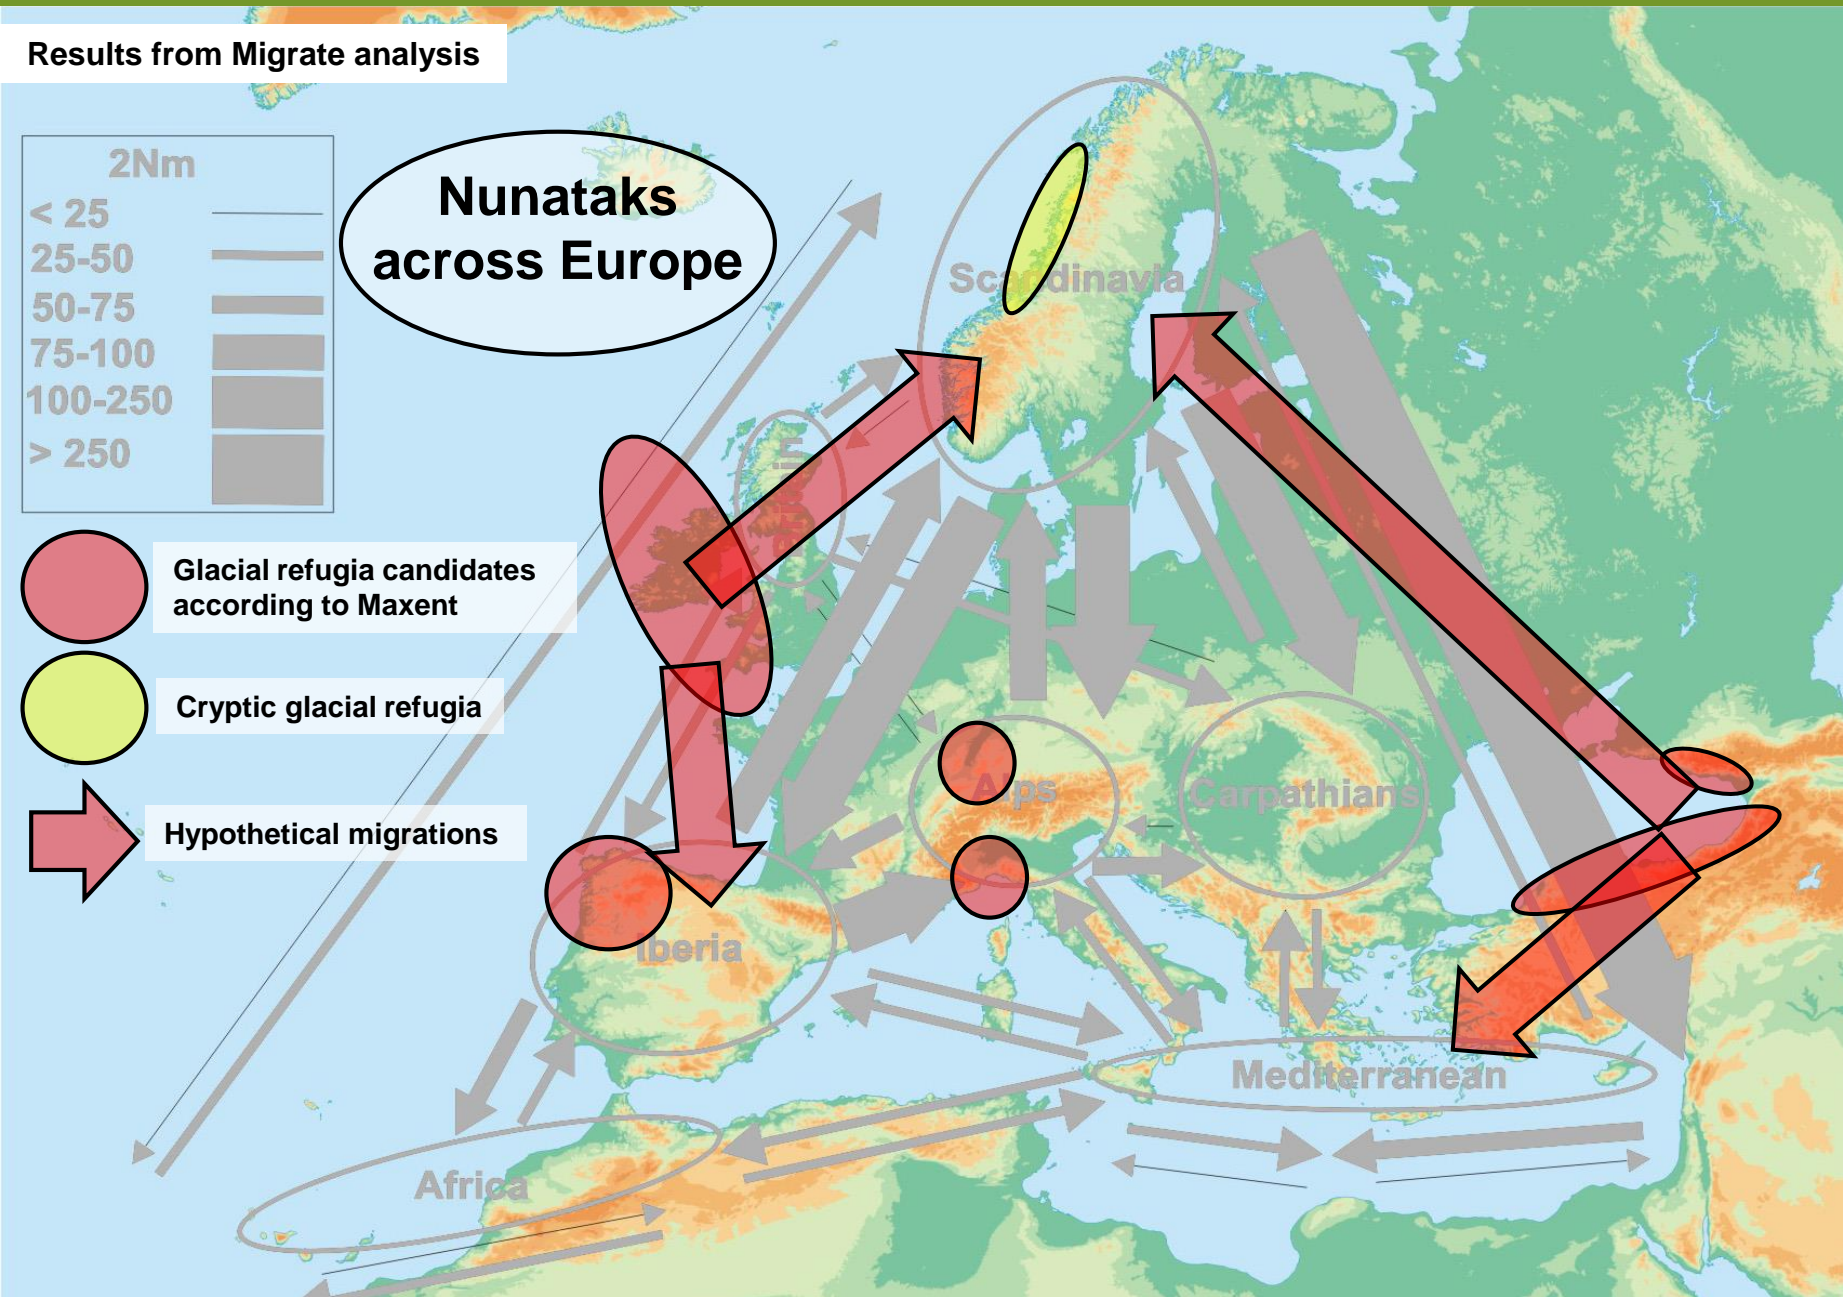 Results from Migrate analysis
2Nm
< 25
25-50
50-75
75-100
100-250
> 250
Nunataks
across Europe
Glacial refugia candidates
according to Maxent
Cryptic glacial refugia
Hypothetical migrations
Scandinavia
Alps
Carpathians
Iberia
Mediterranean
Africa